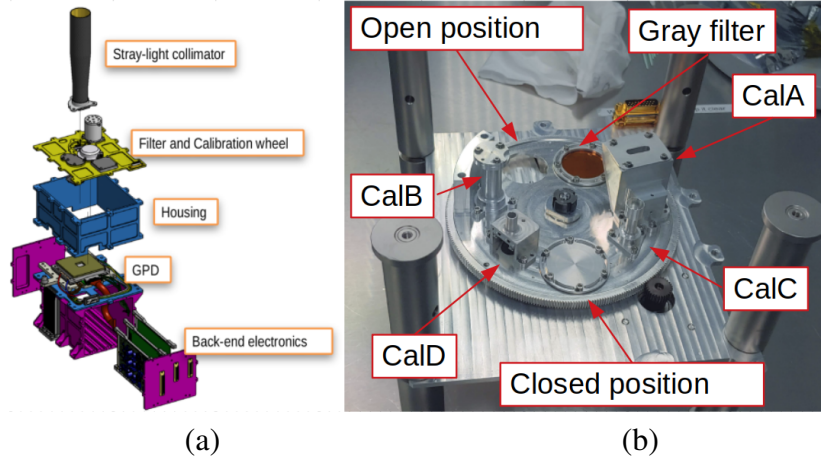 Stray-light collimator
Filter and Calibration wheel
Housing
GPD
Back-end electronics
(a)
Open position
Gray filter
CalA
CalB
CalC
CalD
Closed position
(b)